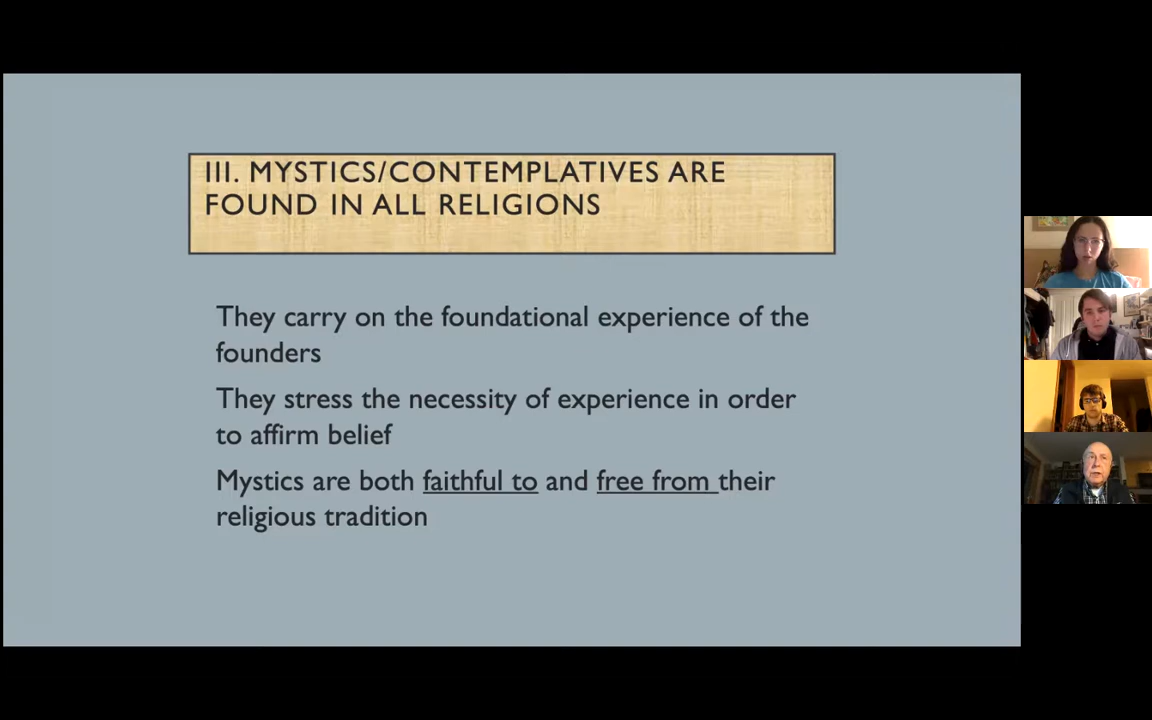 III. MYSTICS/CONTEMPLATIVES ARE
FOUND IN ALL RELIGIONS
They carry on the foundational experience of the
founders
They stress the necessity of experience in order
to affirm belief
Mystics are both faithful to and free from their
religious tradition